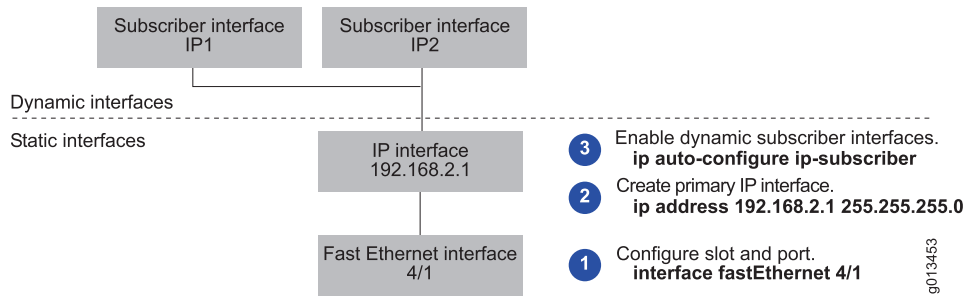 Subscriber interface
IP1
Subscriber interface
IP2
Dynamic interfaces
Static interfaces
IP interface
192.168.2.1
3
Enable dynamic subscriber interfaces.
ip auto-configure ip-subscriber
2
Create primary IP interface.
ip address 192.168.2.1 255.255.255.0
Fast Ethernet interface
4/1
1
Configure slot and port.
interface fastEthernet 4/1
g013453